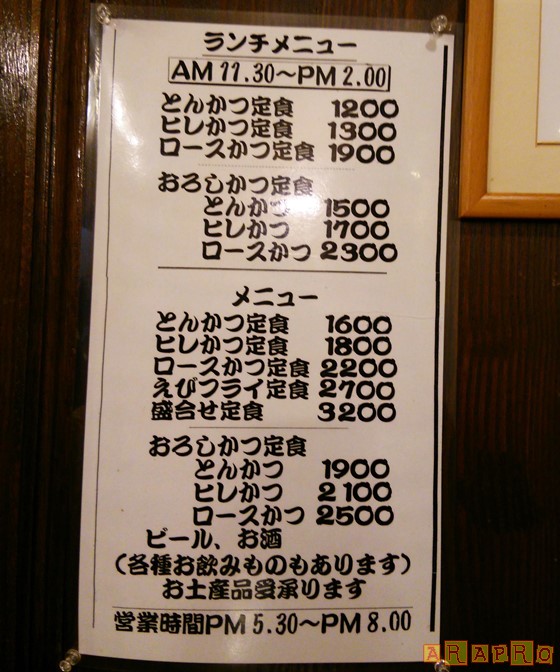 ランチメニュー
AM 11.30～PM 2.00
とんかつ定食 1200
ヒレかつ定食 1300
ロースかつ定食 1900
おろしかつ定食
とんかつ 1500
ヒレかつ 1700
ロースかつ 2300
メニュー
とんかつ定食 1600
ヒレかつ定食 1800
ロースかつ定食 2200
えびフライ定食 2700
盛合せ定食 3200
おろしかつ定食
とんかつ 1900
ヒレかつ 2100
ロースかつ 2500
ビール、お酒
（各種お飲みものもあります）
お土産品受承ります
営業時間PM 5.30～PM 8.00
ARAPRO